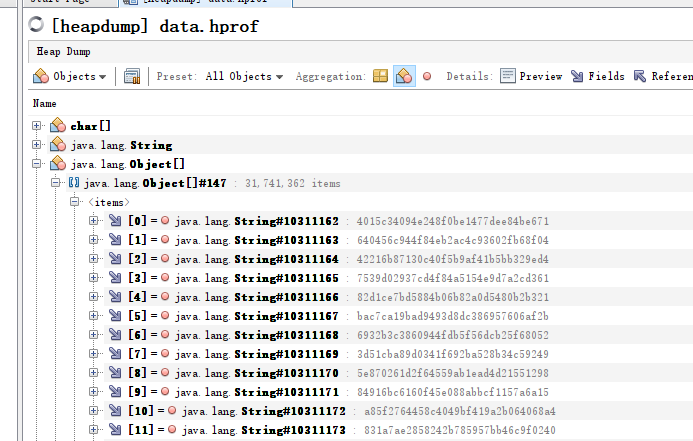 [heapdump] data.hprof
[heapdump] data.hprof
Heap Dump
Objects Preset: All Objects Aggregation: Details: Preview Fields Referen
Name
char[]
java.lang.String
java.lang.Object[]
java.lang.Object[]#147 : 31,741,362 items
<items>
[0] = java.lang.String#10311162 : 4015c34094e248f0be1477dee84be671
[1] = java.lang.String#10311163 : 640456c944f84eb2ac4c93602fb68f04
[2] = java.lang.String#10311164 : 42216b87130c40f5b9af41b5bb329ed4
[3] = java.lang.String#10311165 : 7539d02937cd4f84a5154e9d7a2cd361
[4] = java.lang.String#10311166 : 82d1ce7bd5884b06b82a0d5480b2b321
[5] = java.lang.String#10311167 : bac7ca19bad9493d8dc386957606af2b
[6] = java.lang.String#10311168 : 6932b3c3860944fdb5f56dcb25f68052
[7] = java.lang.String#10311169 : 3d51cba89d0341f692ba528b34c59249
[8] = java.lang.String#10311170 : 5e870261d2f64559ab1ead4d21551298
[9] = java.lang.String#10311171 : 84916bc6160f45e088abbcf1157a6a15
[10] = java.lang.String#10311172 : a85f2764458c4049bf419a2b064068a4
[11] = java.lang.String#10311173 : 831a7ae2858242b785957bb46c9f0240